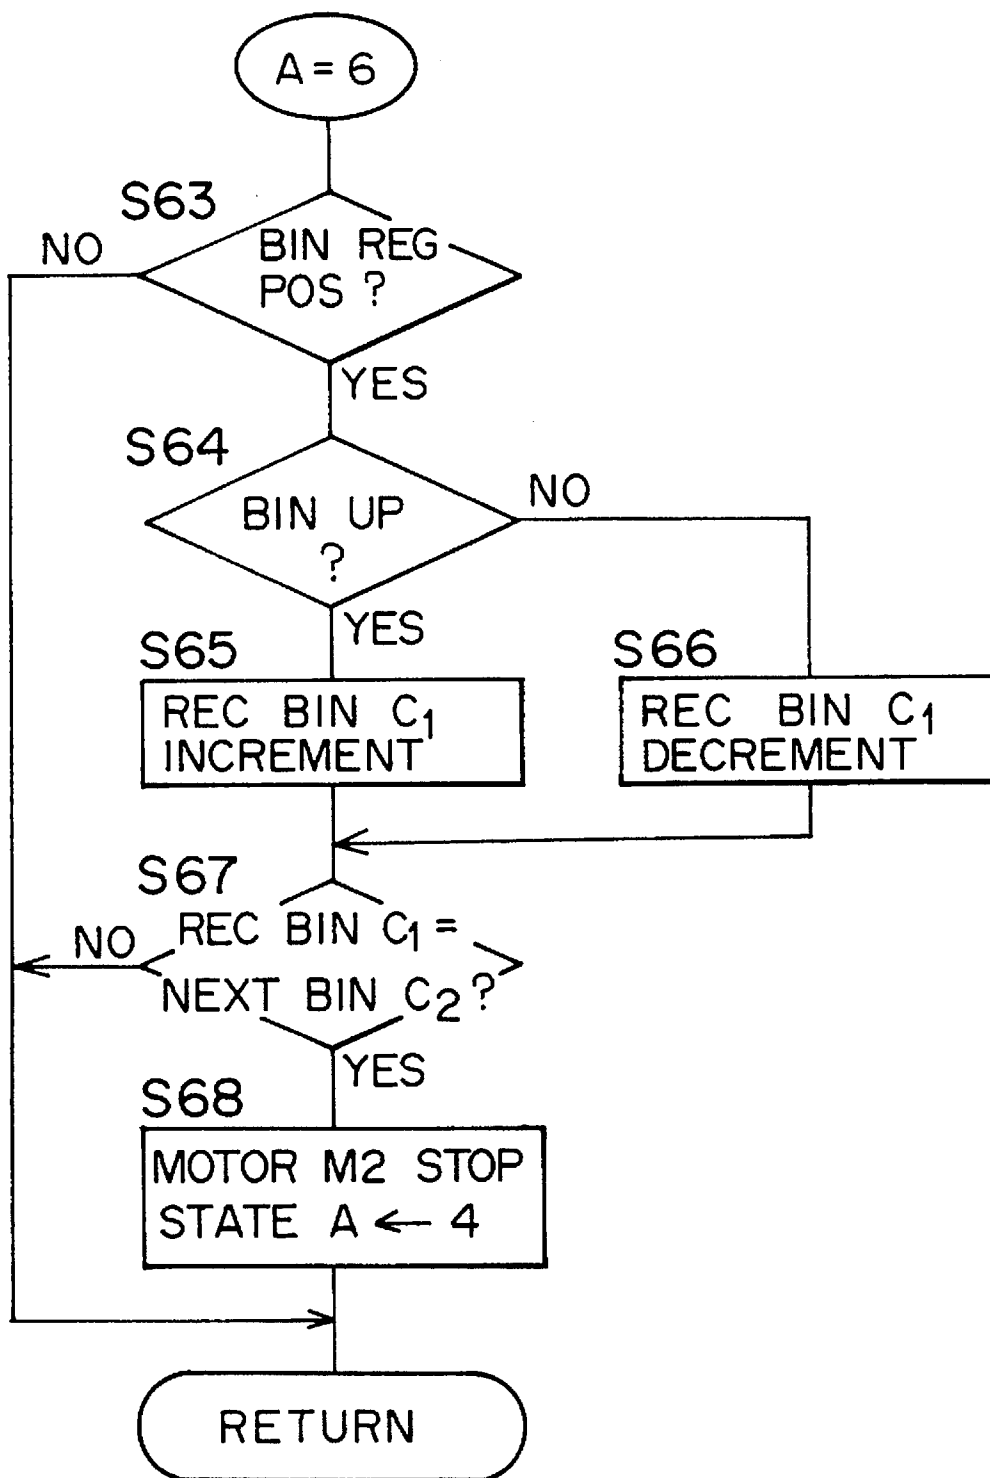 A = 6
S63
NO
BIN REG
POS ?
YES
S64
NO
BIN UP
?
YES
S65
S66
REC BIN C1
INCREMENT
REC BIN C1
DECREMENT
S67
NO
REC BIN C1 =
NEXT BIN C2 ?
YES
S68
MOTOR M2 STOP
STATE A ← 4
RETURN